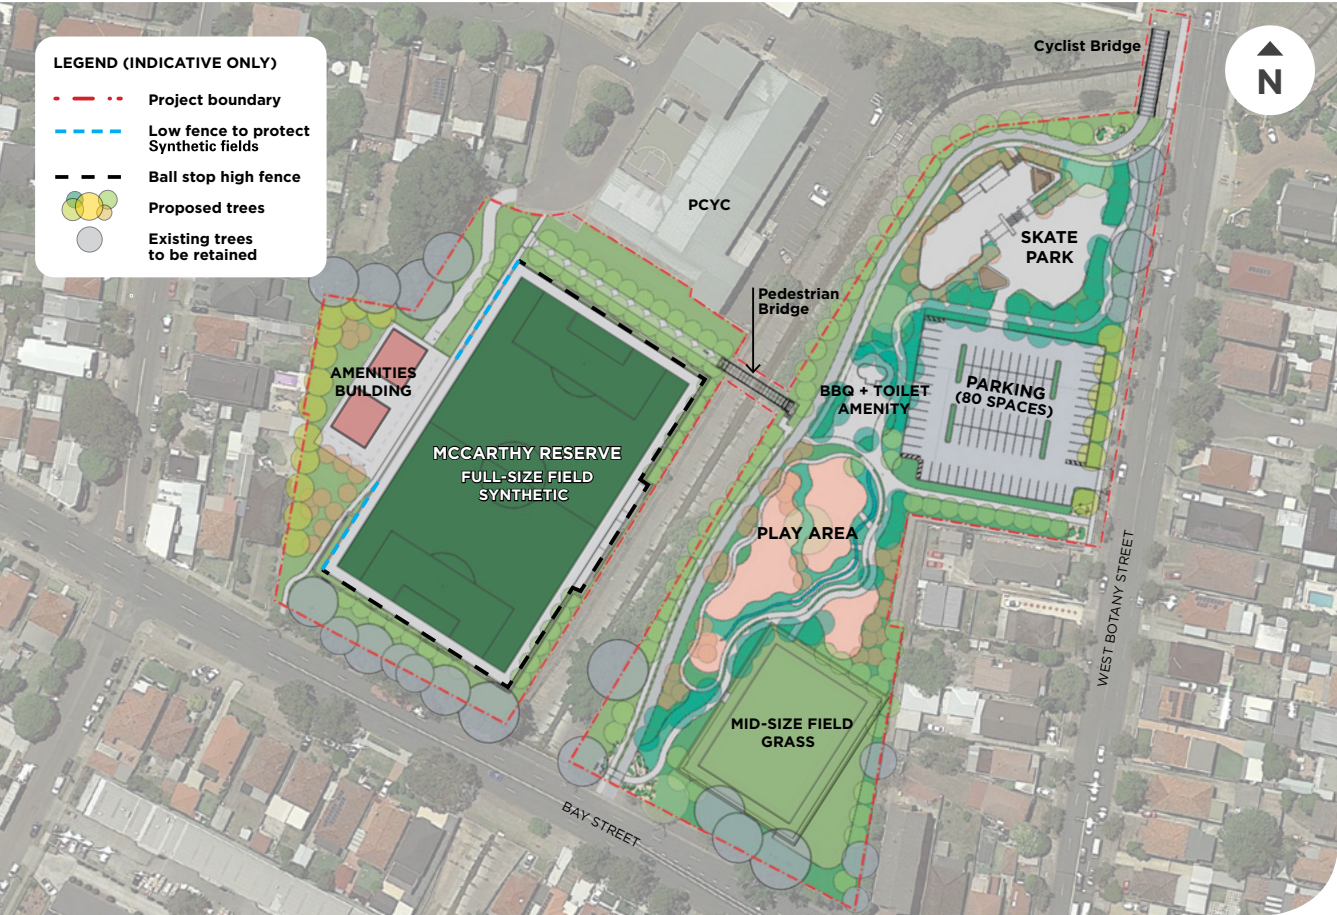 LEGEND (INDICATIVE ONLY)
Project boundary
Low fence to protect
Synthetic fields
Ball stop high fence
Proposed trees
Existing trees
to be retained
Cyclist Bridge
N
PCYC
SKATE
PARK
Pedestrian
Bridge
AMENITIES
BUILDING
BBQ + TOILET
AMENITY
PARKING
(80 SPACES)
MCCARTHY RESERVE
FULL-SIZE FIELD
SYNTHETIC
PLAY AREA
WEST BOTANY STREET
MID-SIZE FIELD
GRASS
BAY STREET